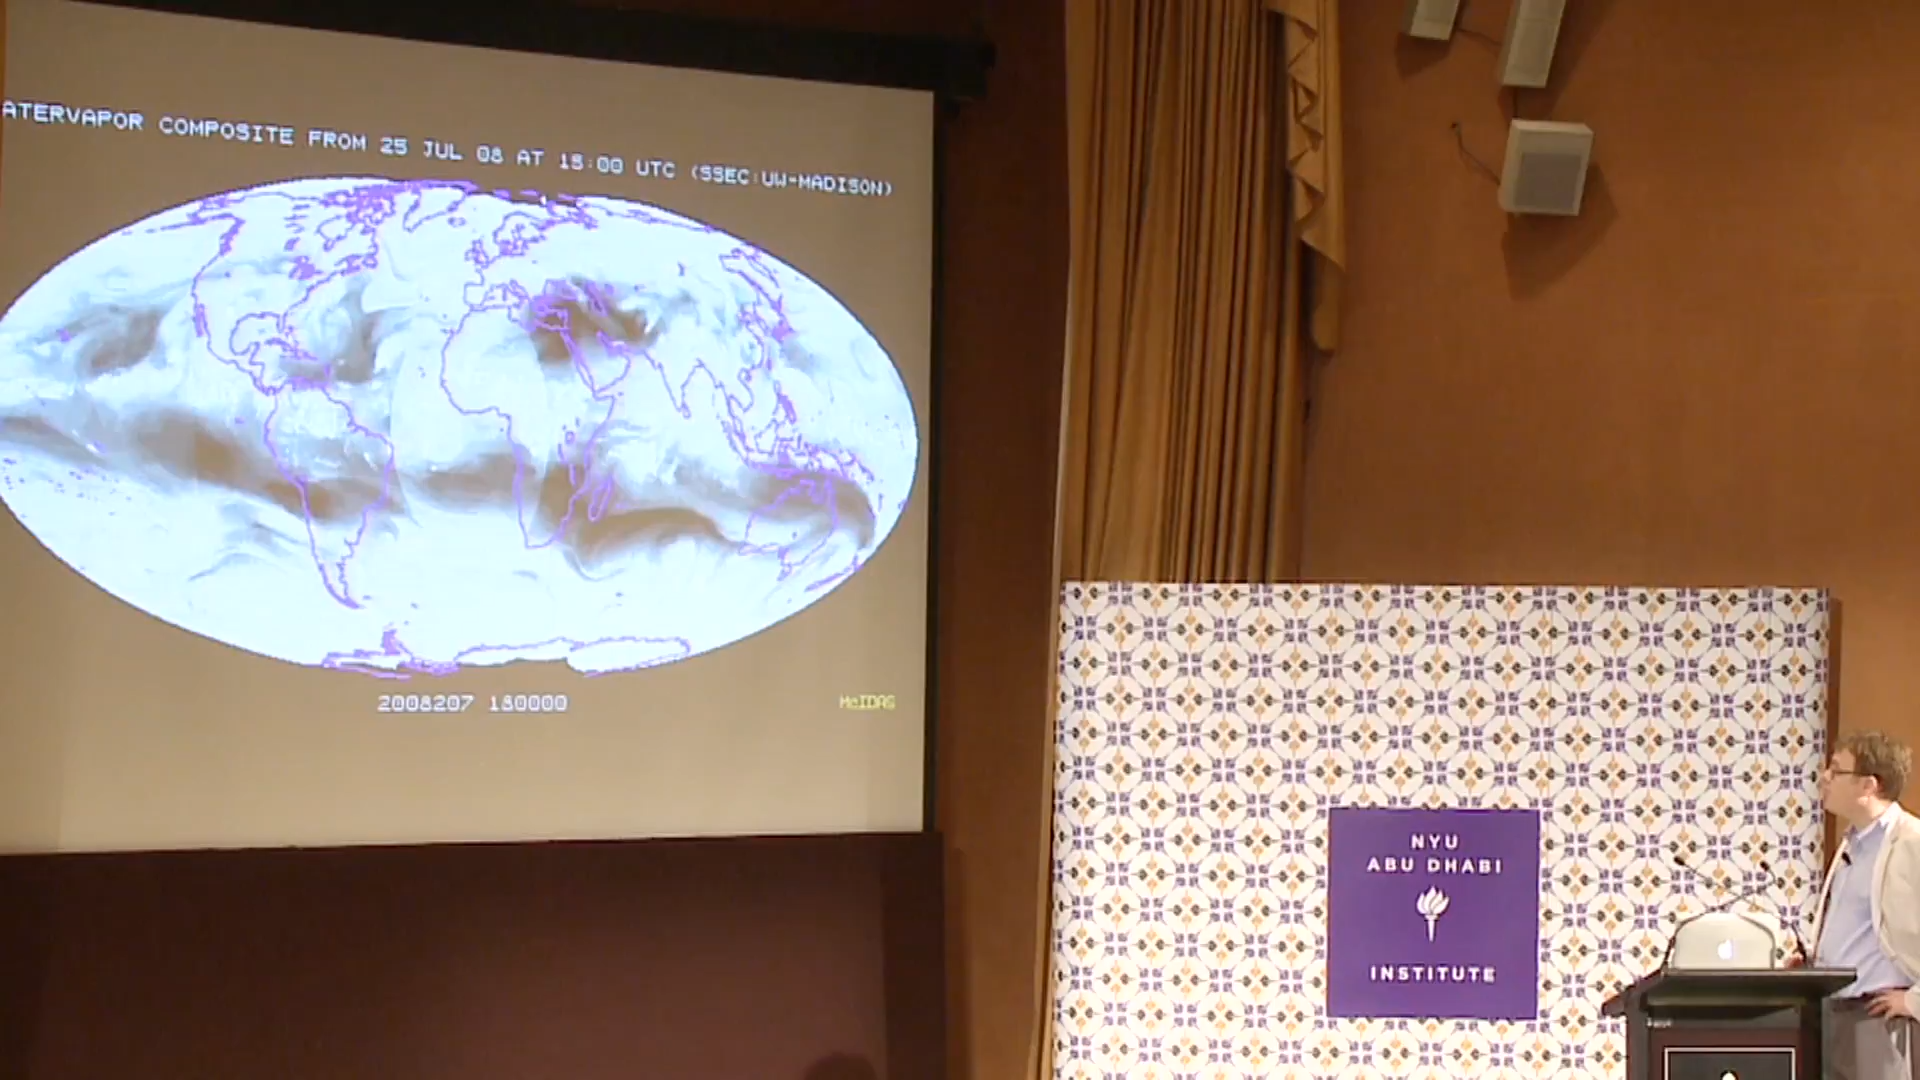 ATERVAPOR COMPOSITE FROM 25 JUL 08 AT 18:00 UTC (SSEC:UW-MADISON)
2008207 180000
McIDAS
NYU
ABU DHABI
INSTITUTE